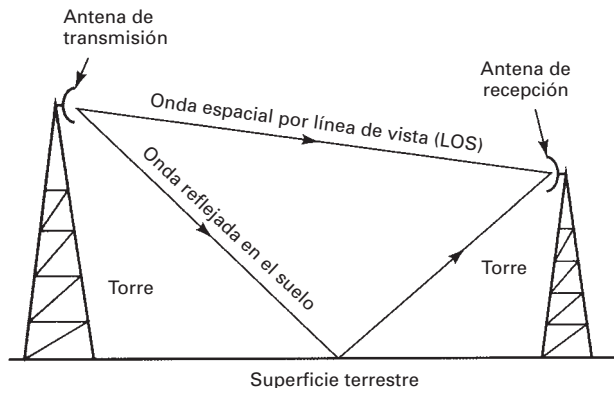 Antena de
transmisión
Antena de
recepción
Onda espacial por línea de vista (LOS)
Onda reflejada en el suelo
Torre
Torre
Superficie terrestre